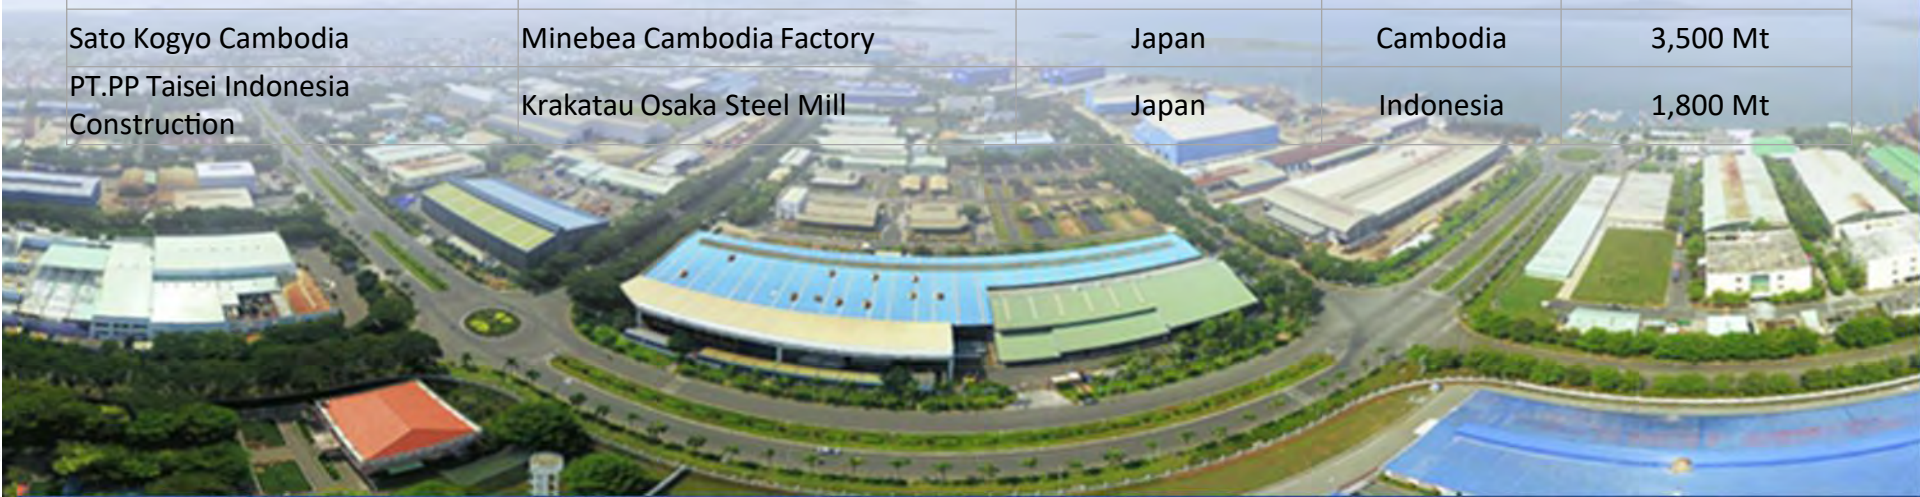 Sato Kogyo Cambodia Minebea Cambodia Factory Japan Cambodia 3,500 Mt
PT.PP Taisei Indonesia
Construction Krakatau Osaka Steel Mill Japan Indonesia 1,800 Mt